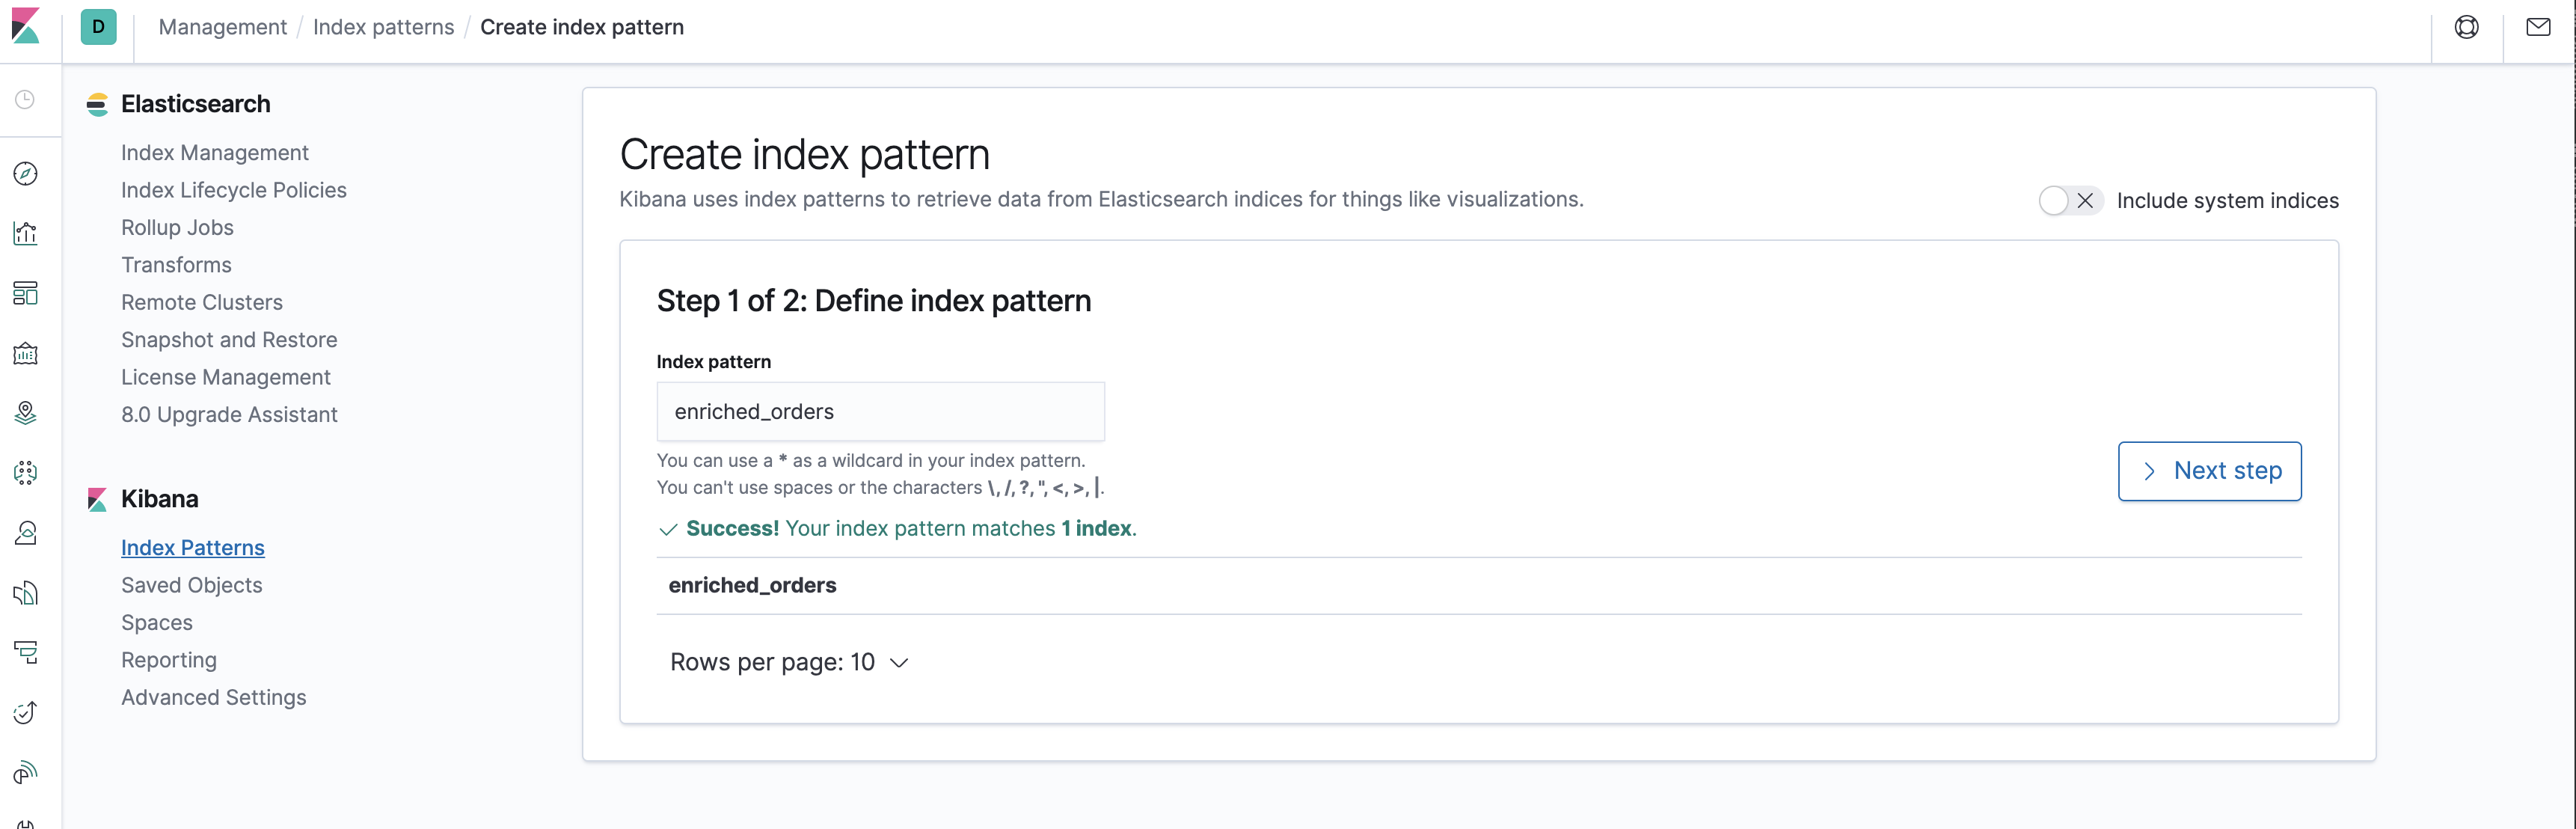 D
Management / Index patterns / Create index pattern
Elasticsearch
Index Management
Index Lifecycle Policies
Rollup Jobs
Transforms
Remote Clusters
Snapshot and Restore
License Management
8.0 Upgrade Assistant
Kibana
Index Patterns
Saved Objects
Spaces
Reporting
Advanced Settings
Create index pattern
Kibana uses index patterns to retrieve data from Elasticsearch indices for things like visualizations.
Include system indices
Step 1 of 2: Define index pattern
Index pattern
enriched_orders
You can use a * as a wildcard in your index pattern.
You can't use spaces or the characters \, /, ?, ", <, >, |.
Next step
Success! Your index pattern matches 1 index.
enriched_orders
Rows per page: 10